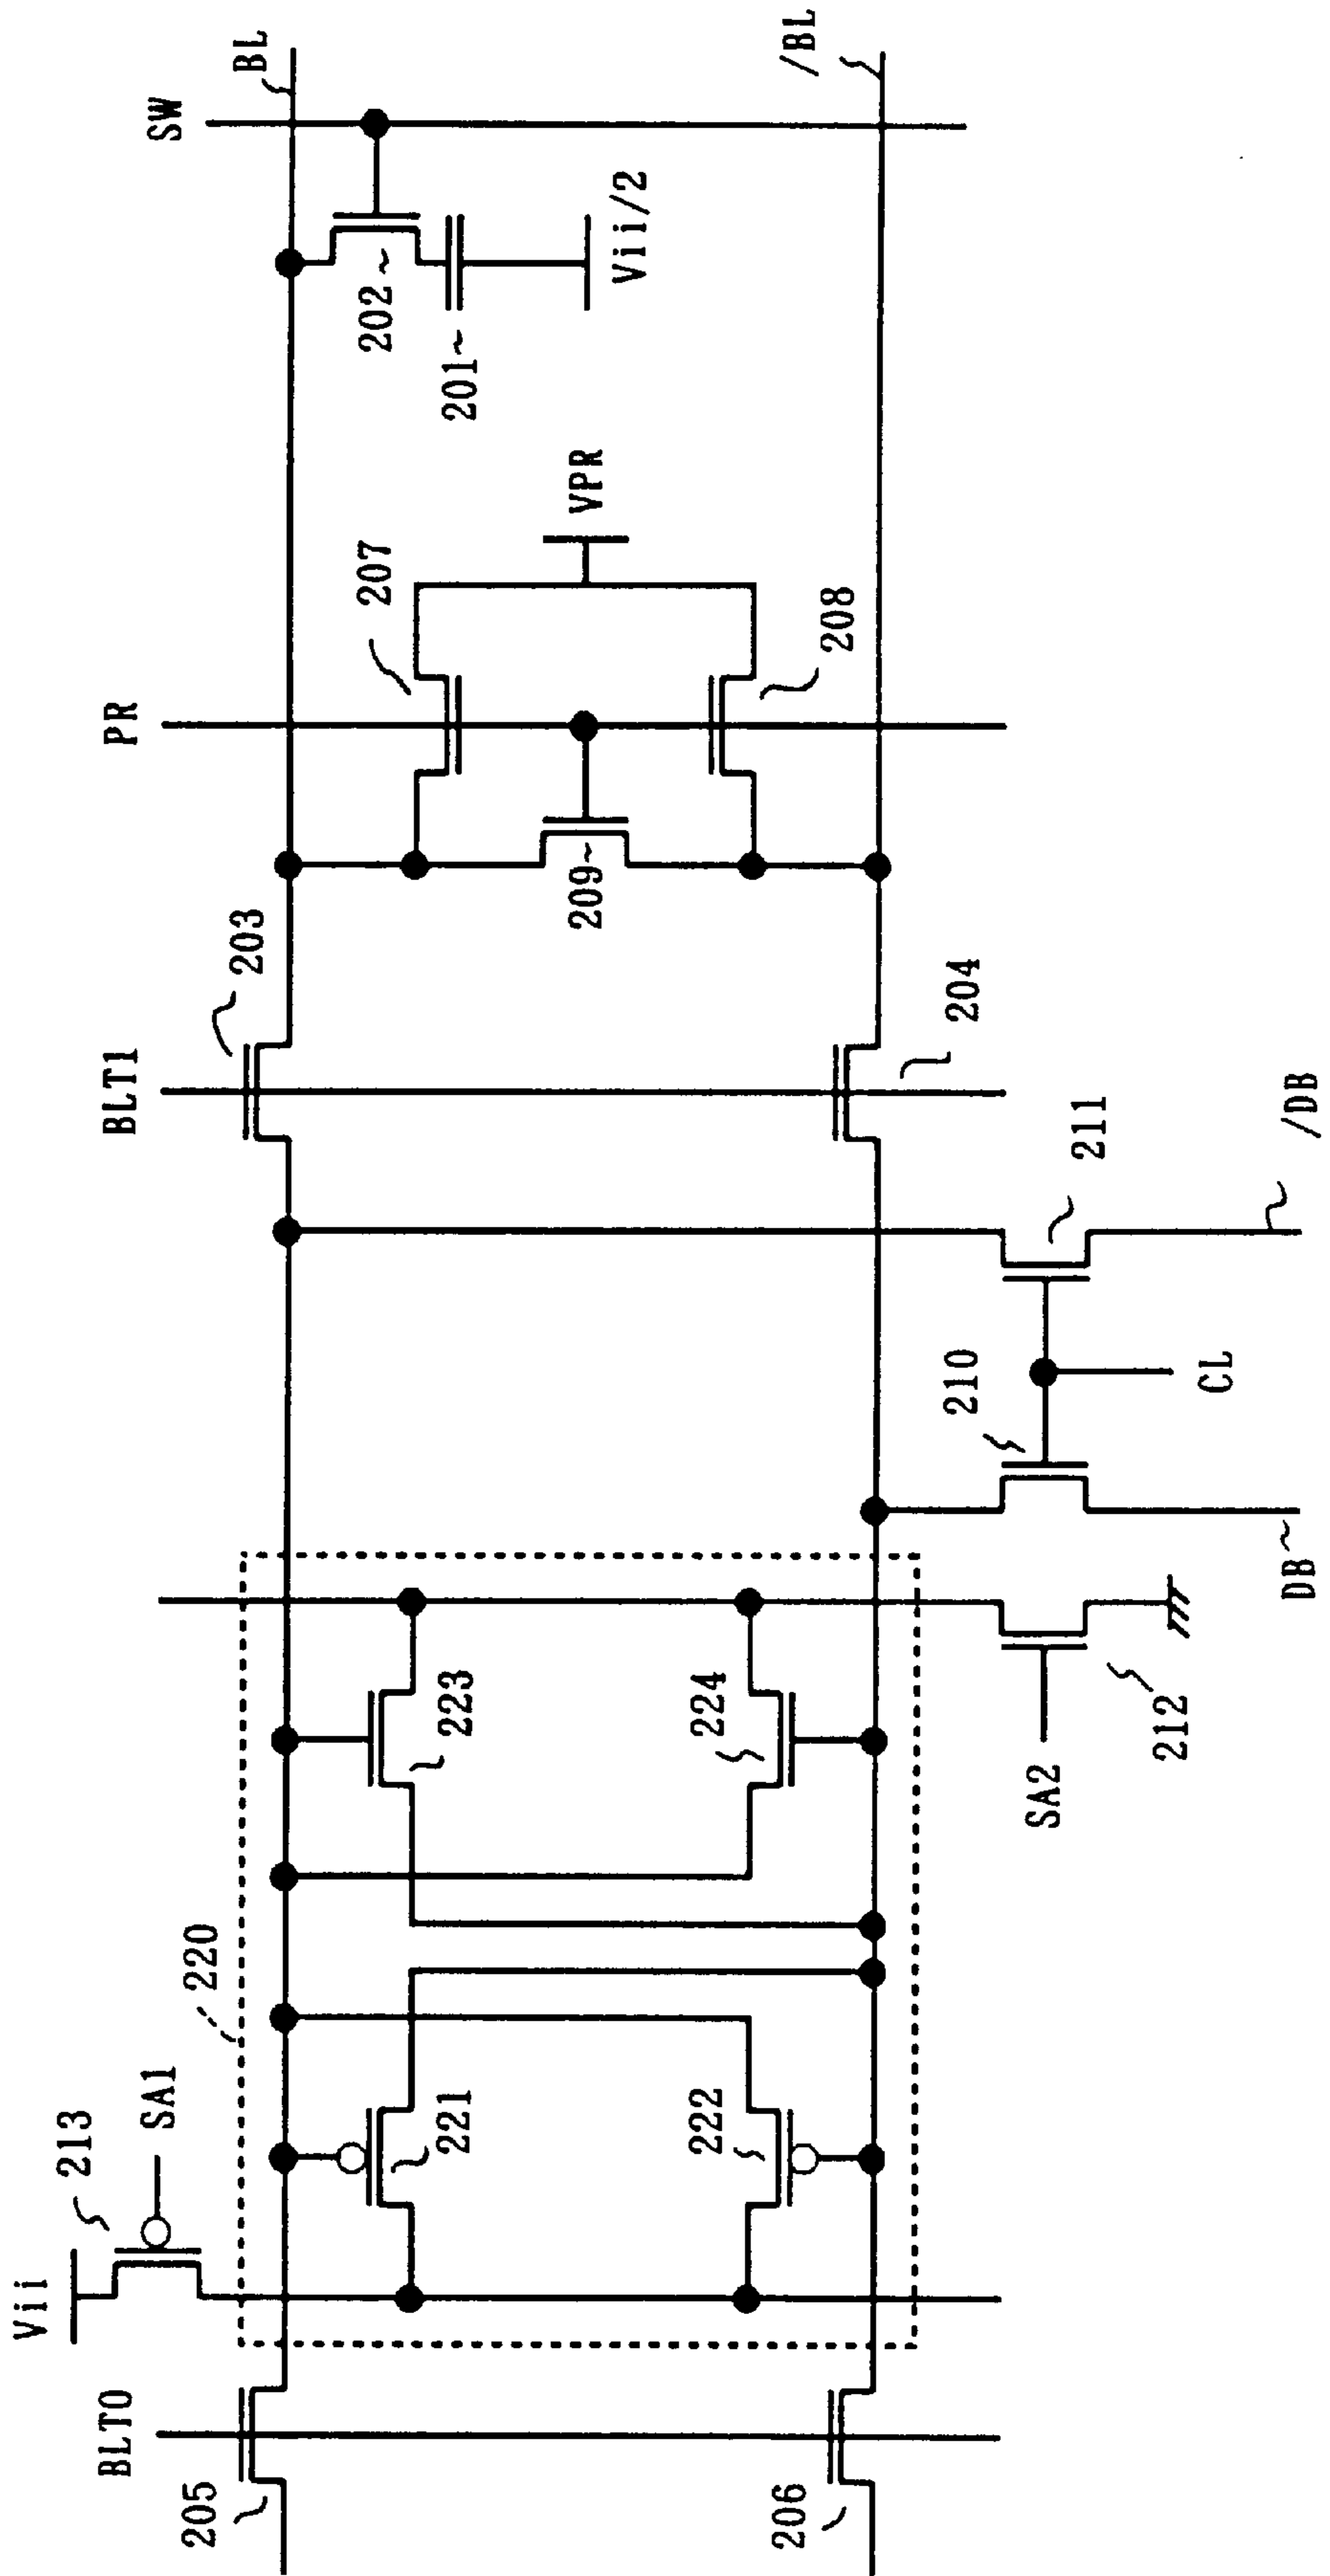 Vii
213
SA1
BLT0
205
206
220
221
222
223
224
SA2
212
DB
210
CL
211
/DB
BLT1
203
204
PR
207
208
209
VPR
SW
BL
/BL
202
201
Vii/2